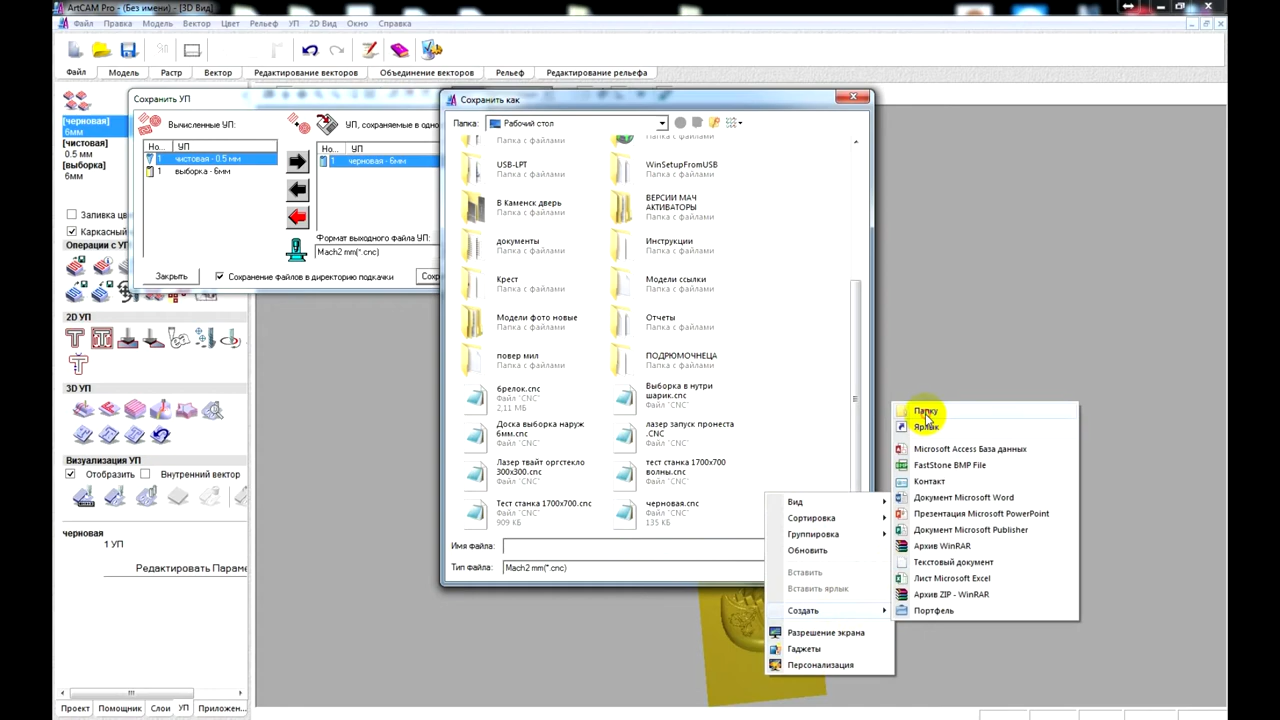 ArtCAM Pro - (Без имени) - [3D Вид]
Файл Правка Модель Вектор Цвет Рельеф УП 2D Вид Окно Справка
Файл Модель Растр Вектор Редактирование векторов Объединение векторов Рельеф Редактирование рельефа
[черновая]
6мм
[чистовая]
0.5 мм
[выборка]
6мм
Каркасный
Операции с УП
2D УП
3D УП
Визуализация УП
Отобразить Внутренний вектор
черновая
1 УП
Редактировать
Проект Помощник Слои УП
Сохранить УП
Вычисленные УП:
Но... УП
1 чистовая - 0.5 мм
1 выборка - 6мм
Закрыть
Сохранение файлов в директорию подкачки
Но... УП
1 черновая - 6мм
Формат выходного файла УП:
Mach2 mm(*.cnc)
Сохранить как
Папка: Рабочий стол
Папка с файлами
Папка с файлами
USB-LPT
Папка с файлами
WinSetupFromUSB
Папка с файлами
В Каменск дверь
Папка с файлами
ВЕРСИИ МАЧ
АКТИВАТОРЫ
Папка с файлами
документы
Папка с файлами
Инструкции
Папка с файлами
Крест
Папка с файлами
Модели ссылки
Папка с файлами
Модели фото новые
Папка с файлами
Отчеты
Папка с файлами
повер мил
Папка с файлами
ПОДРЮМОЧНЕЦА
Папка с файлами
брелок.cnc
Файл "CNC"
2,11 МБ
Выборка в нутри
шарик.cnc
Файл "CNC"
Доска выборка наруж
6мм.cnc
Файл "CNC"
лазер запуск пронеста
.CNC
Файл "CNC"
Лазер твайт оргстекло
300x300.cnc
Файл "CNC"
тест станка 1700x700
волны.cnc
Файл "CNC"
Тест станка 1700x700.cnc
Файл "CNC"
909 КБ
черновая.cnc
Файл "CNC"
135 КБ
Имя файла:
Тип файла: Mach2 mm(*.cnc)
Вид
Сортировка
Группировка
Обновить
Вставить
Вставить ярлык
Создать
Разрешение экрана
Гаджеты
Персонализация
Папку
Ярлык
Microsoft Access База данных
FastStone BMP File
Контакт
Документ Microsoft Word
Презентация Microsoft PowerPoint
Документ Microsoft Publisher
Архив WinRAR
Текстовый документ
Лист Microsoft Excel
Архив ZIP - WinRAR
Портфель